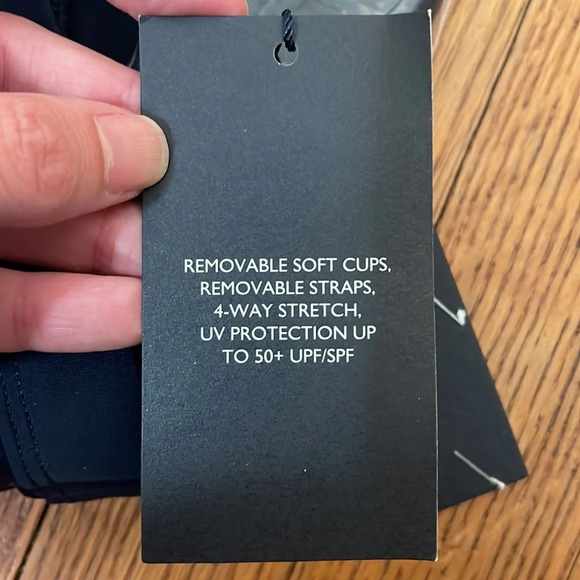 REMOVABLE SOFT CUPS,
REMOVABLE STRAPS,
4-WAY STRETCH,
UV PROTECTION UP
TO 50+ UPF/SPF